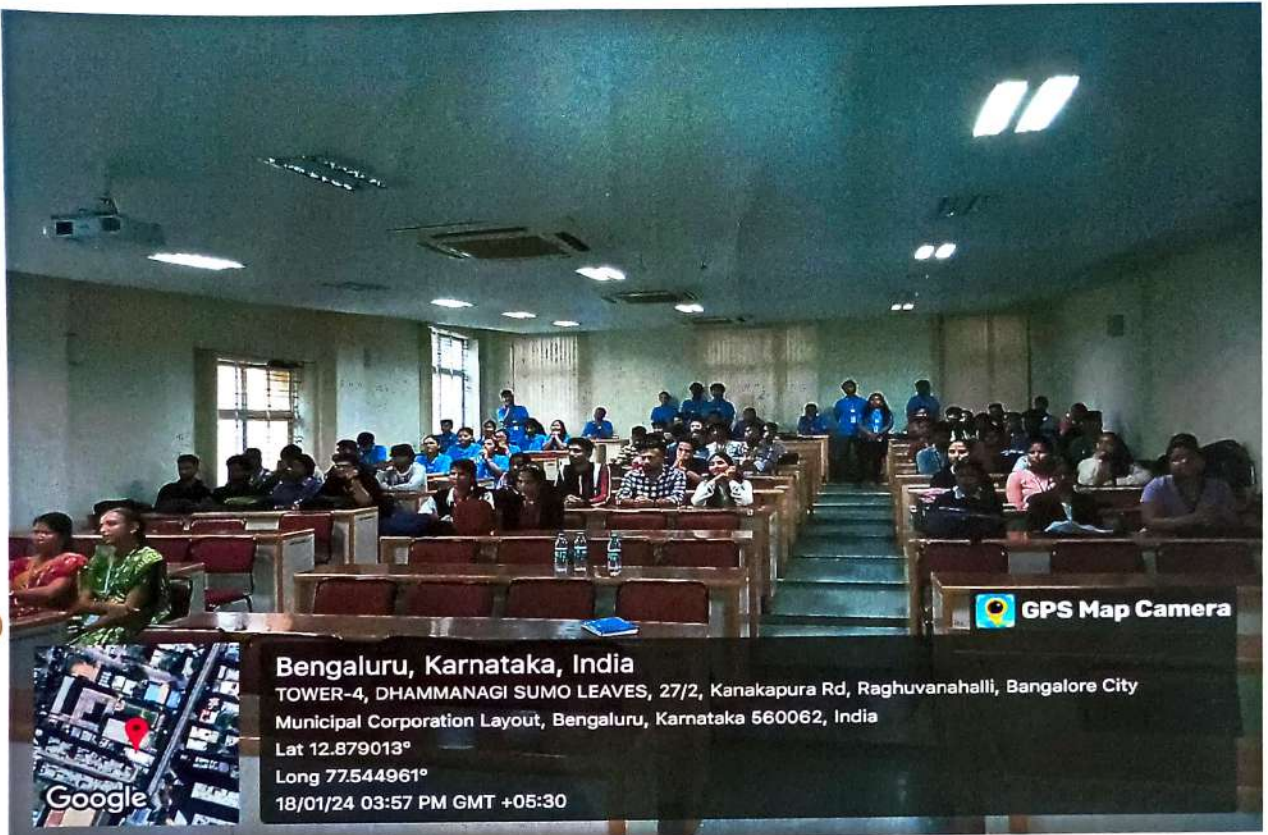 GPS Map Camera
Bengaluru, Karnataka, India
TOWER-4, DHAMMANAGI SUMO LEAVES, 27/2, Kanakapura Rd, Raghuvanahalli, Bangalore City
Municipal Corporation Layout, Bengaluru, Karnataka 560062, India
Lat 12.879013°
Long 77.544961°
18/01/24 03:57 PM GMT +05:30
Google